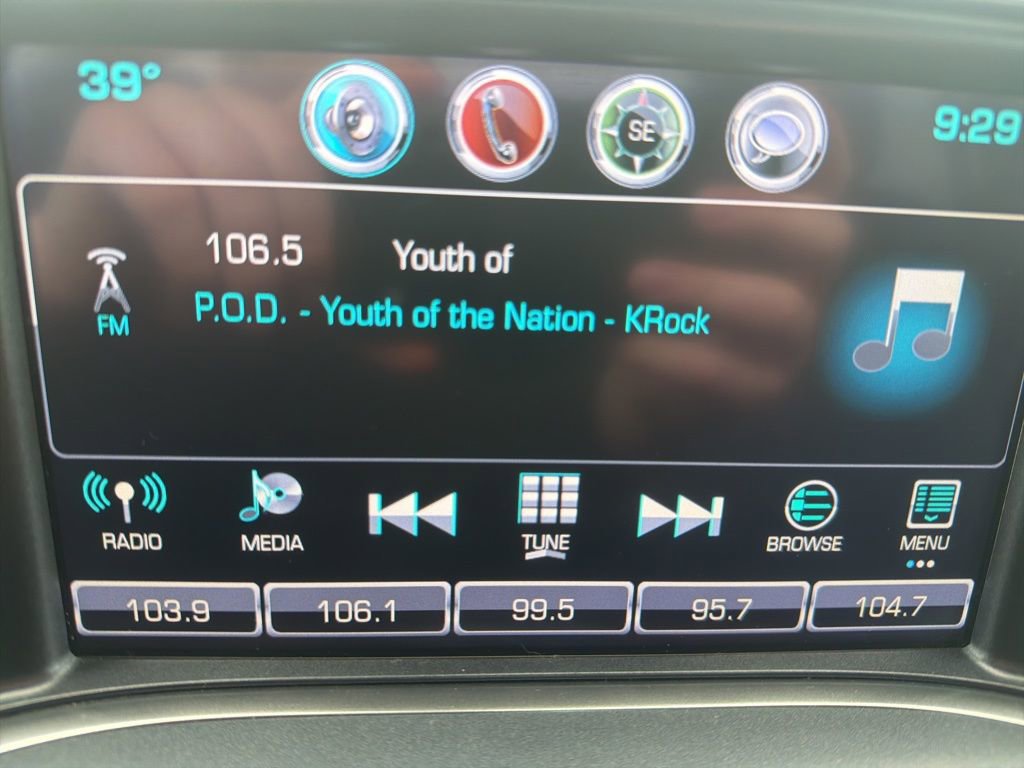 39°
SE
9:29
106.5 Youth of
FM
P.O.D. - Youth of the Nation - KRock
RADIO MEDIA TUNE BROWSE MENU
103.9 106.1 99.5 95.7 104.7